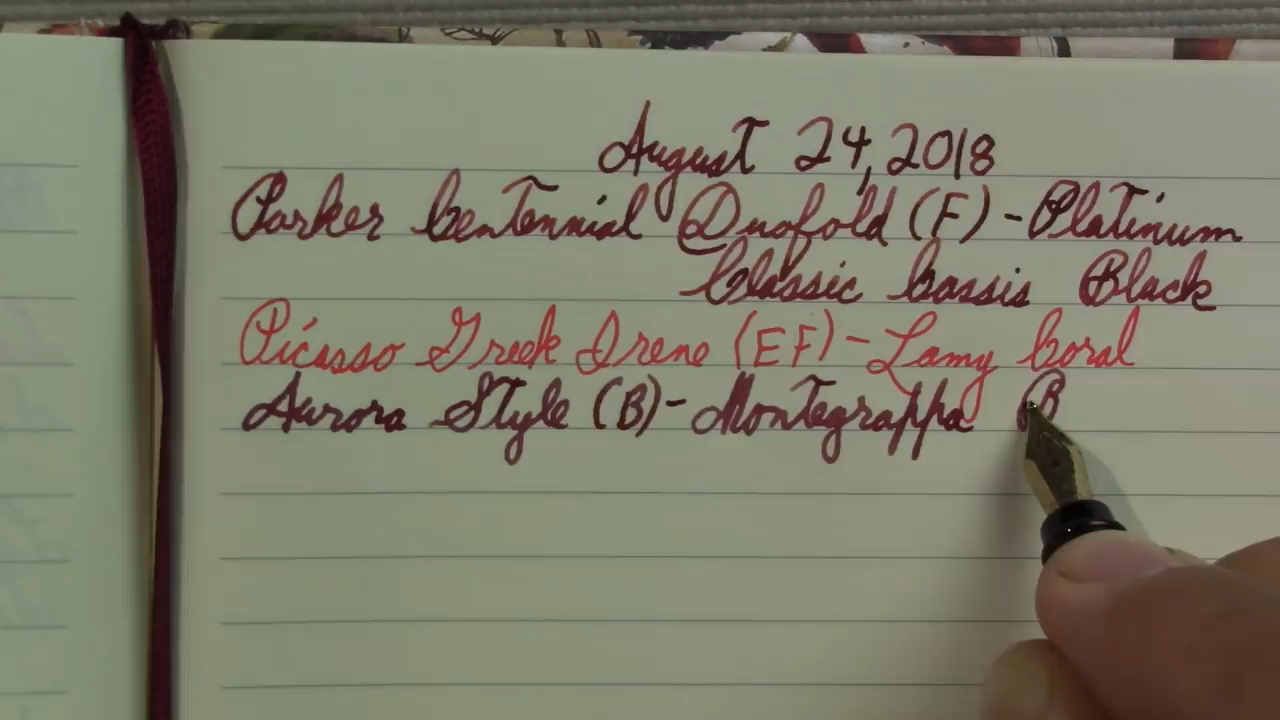 August 24, 2018
Parker Centennial Duofold (F) - Platinum
Classic Cassis Black
Picasso Greek Irene (EF) - Lamy Coral
Aurora Style (B) - Montegrappa B